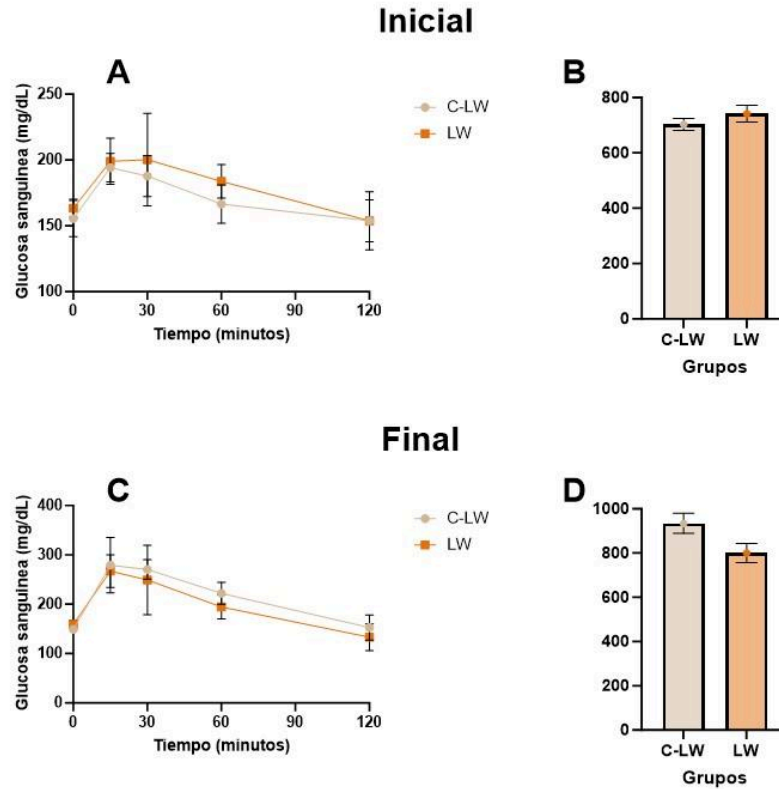 Inicial
A
Glucosa sanguínea (mg/dL)
250
200
150
100
0
30
60
90
120
Tiempo (minutos)
C-LW
LW
B
800
600
400
200
0
C-LW
LW
Grupos
Final
C
Glucosa sanguínea (mg/dL)
400
300
200
100
0
0
30
60
90
120
Tiempo (minutos)
C-LW
LW
D
1000
800
600
400
200
0
C-LW
LW
Grupos